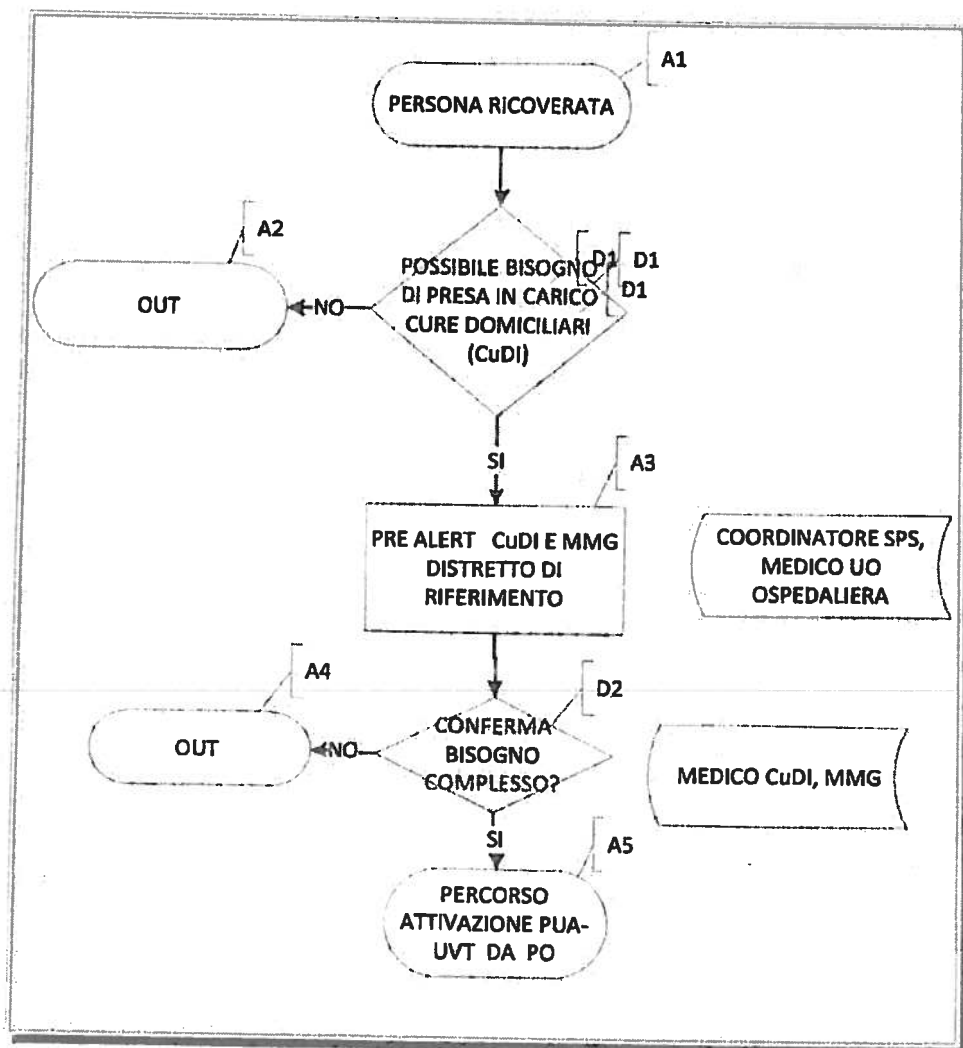 A1
PERSONA RICOVERATA
A2
D1 D1
D1
POSSIBILE BISOGNO
DI PRESA IN CARICO
CURE DOMICILIARI
(CuDI)
NO
OUT
SI
A3
PRE ALERT CuDI E MMG
DISTRETTO DI
RIFERIMENTO
COORDINATORE SPS,
MEDICO UO
OSPEDALIERA
A4
D2
CONFERMA
BISOGNO
COMPLESSO?
NO
OUT
MEDICO CuDI, MMG
SI
A5
PERCORSO
ATTIVAZIONE PUA-
UVT DA PO